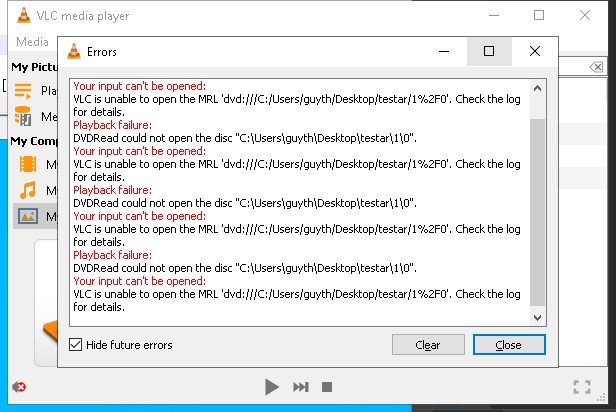 VLC media player
Media
Errors
My Pictu
Pla
Me
My Comp
My
My
My
Your input can't be opened:
VLC is unable to open the MRL 'dvd:///C:/Users/guyth/Desktop/testar/1%2F0'. Check the log
for details.
Playback failure:
DVDRead could not open the disc "C:\Users\guyth\Desktop\testar\1\0".
Your input can't be opened:
VLC is unable to open the MRL 'dvd:///C:/Users/guyth/Desktop/testar/1%2F0'. Check the log
for details.
Playback failure:
DVDRead could not open the disc "C:\Users\guyth\Desktop\testar\1\0".
Your input can't be opened:
VLC is unable to open the MRL 'dvd:///C:/Users/guyth/Desktop/testar/1%2F0'. Check the log
for details.
Playback failure:
DVDRead could not open the disc "C:\Users\guyth\Desktop\testar\1\0".
Your input can't be opened:
VLC is unable to open the MRL 'dvd:///C:/Users/guyth/Desktop/testar/1%2F0'. Check the log
for details.
Hide future errors
Clear
Close